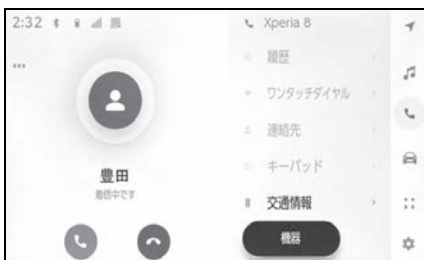 2:32
Xperia 8
履歴
ワンタッチダイヤル
連絡先
キーパッド
交通情報
機器
豊田
着信中です